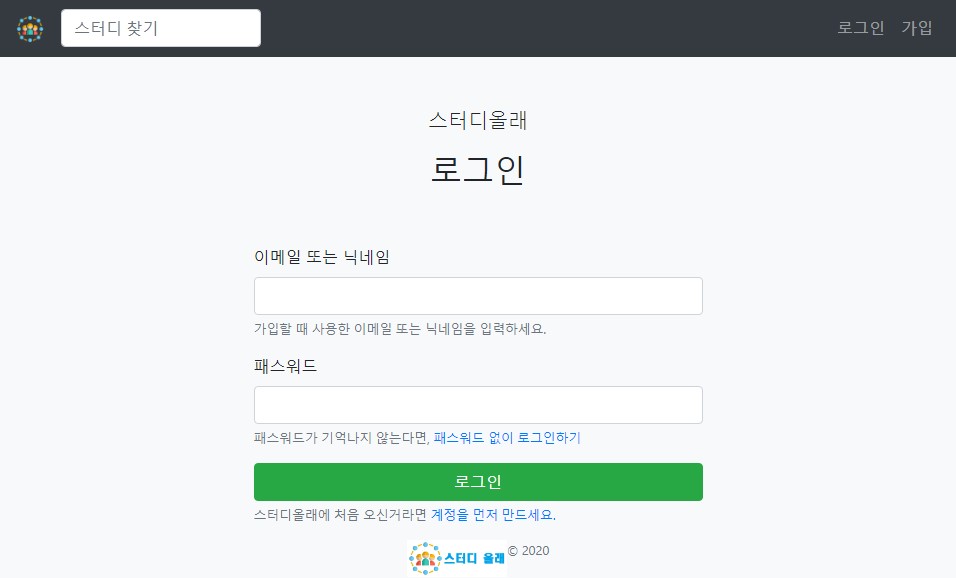 스터디 찾기
로그인 가입
스터디올래
로그인
이메일 또는 닉네임
가입할 때 사용한 이메일 또는 닉네임을 입력하세요.
패스워드
패스워드가 기억나지 않는다면, 패스워드 없이 로그인하기
로그인
스터디올래에 처음 오신거라면 계정을 먼저 만드세요.
스터디 올래 © 2020